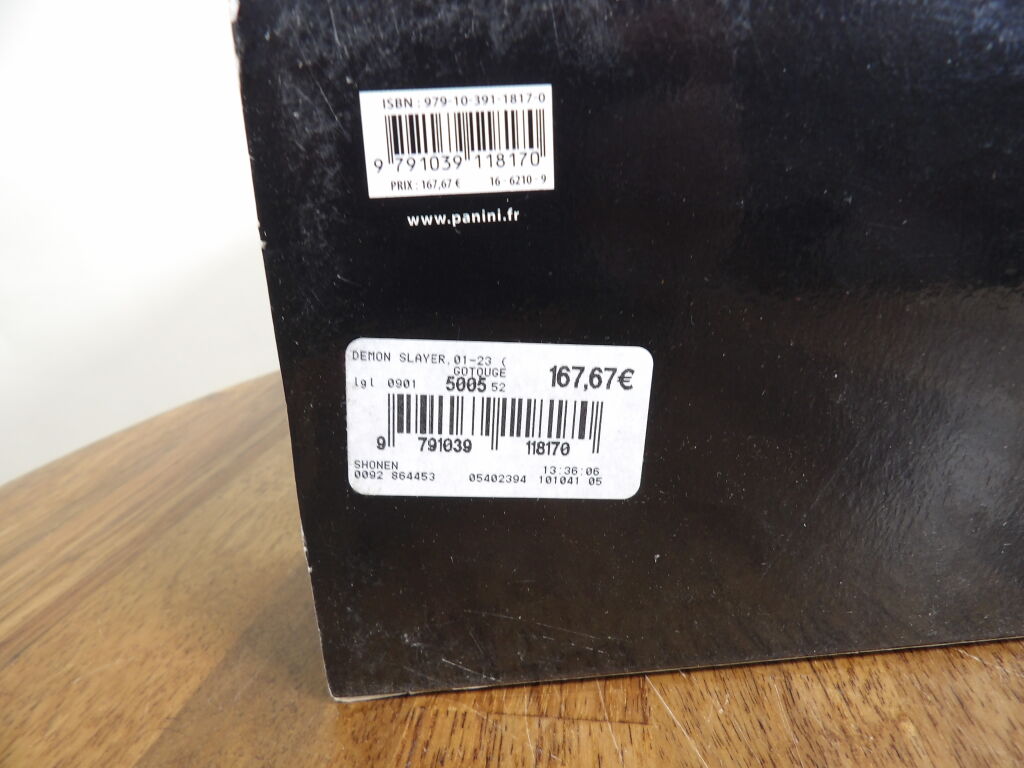 ISBN : 979-10-391-1817-0
9 791039 118170
PRIX : 167,67 € 16 - 6210 - 9
www.panini.fr
DEMON SLAYER,01-23 (
GOTOUGE
167,67€
lgl 0901 5005 52
9 791039 118170
SHONEN 13:36:06
0092 864453 05402394 101041 05